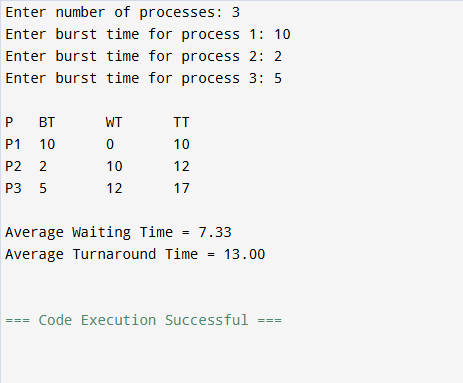 Enter number of processes: 3
Enter burst time for process 1: 10
Enter burst time for process 2: 2
Enter burst time for process 3: 5
P BT WT TT
P1 10 0 10
P2 2 10 12
P3 5 12 17
Average Waiting Time = 7.33
Average Turnaround Time = 13.00
=== Code Execution Successful ===